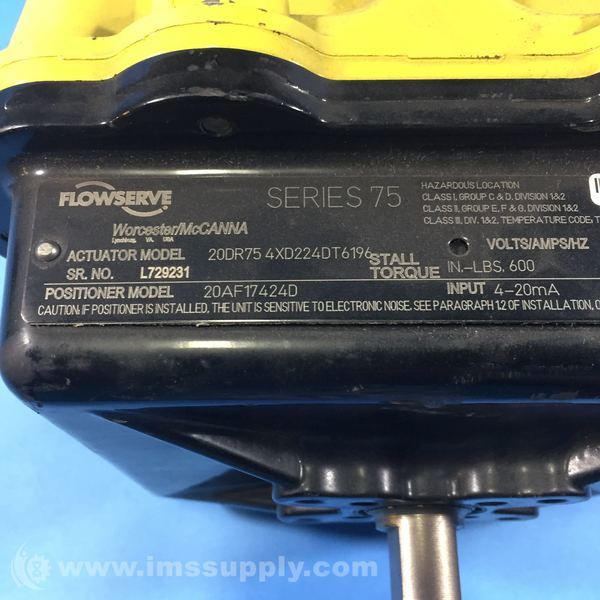 FLOWSERVE
SERIES 75
HAZARDOUS LOCATION
CLASS I, GROUP C & D, DIVISION 1&2
CLASS II, GROUP E, F & G, DIVISION 1&2
CLASS III, DIV. 1&2, TEMPERATURE CODE,
Worcester/McCANNA
Lynchburg, VA. USA
VOLTS/AMPS/HZ
ACTUATOR MODEL 20DR75 4XD224DT6196
STALL TORQUE IN.-LBS. 600
SR. NO. L729231
POSITIONER MODEL 20AF17424D INPUT 4-20mA
CAUTION: IF POSITIONER IS INSTALLED, THE UNIT IS SENSITIVE TO ELECTRONIC NOISE. SEE PARAGRAPH 1.2 OF INSTALLATION,
www.imssupply.com